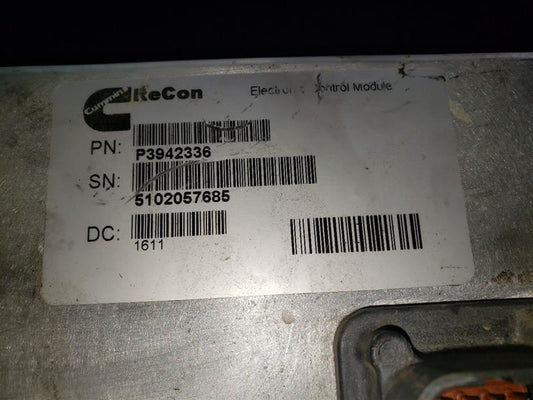 Cummins ReCon Electronic Control Module
PN:
P3942336
SN:
5102057685
DC:
1611